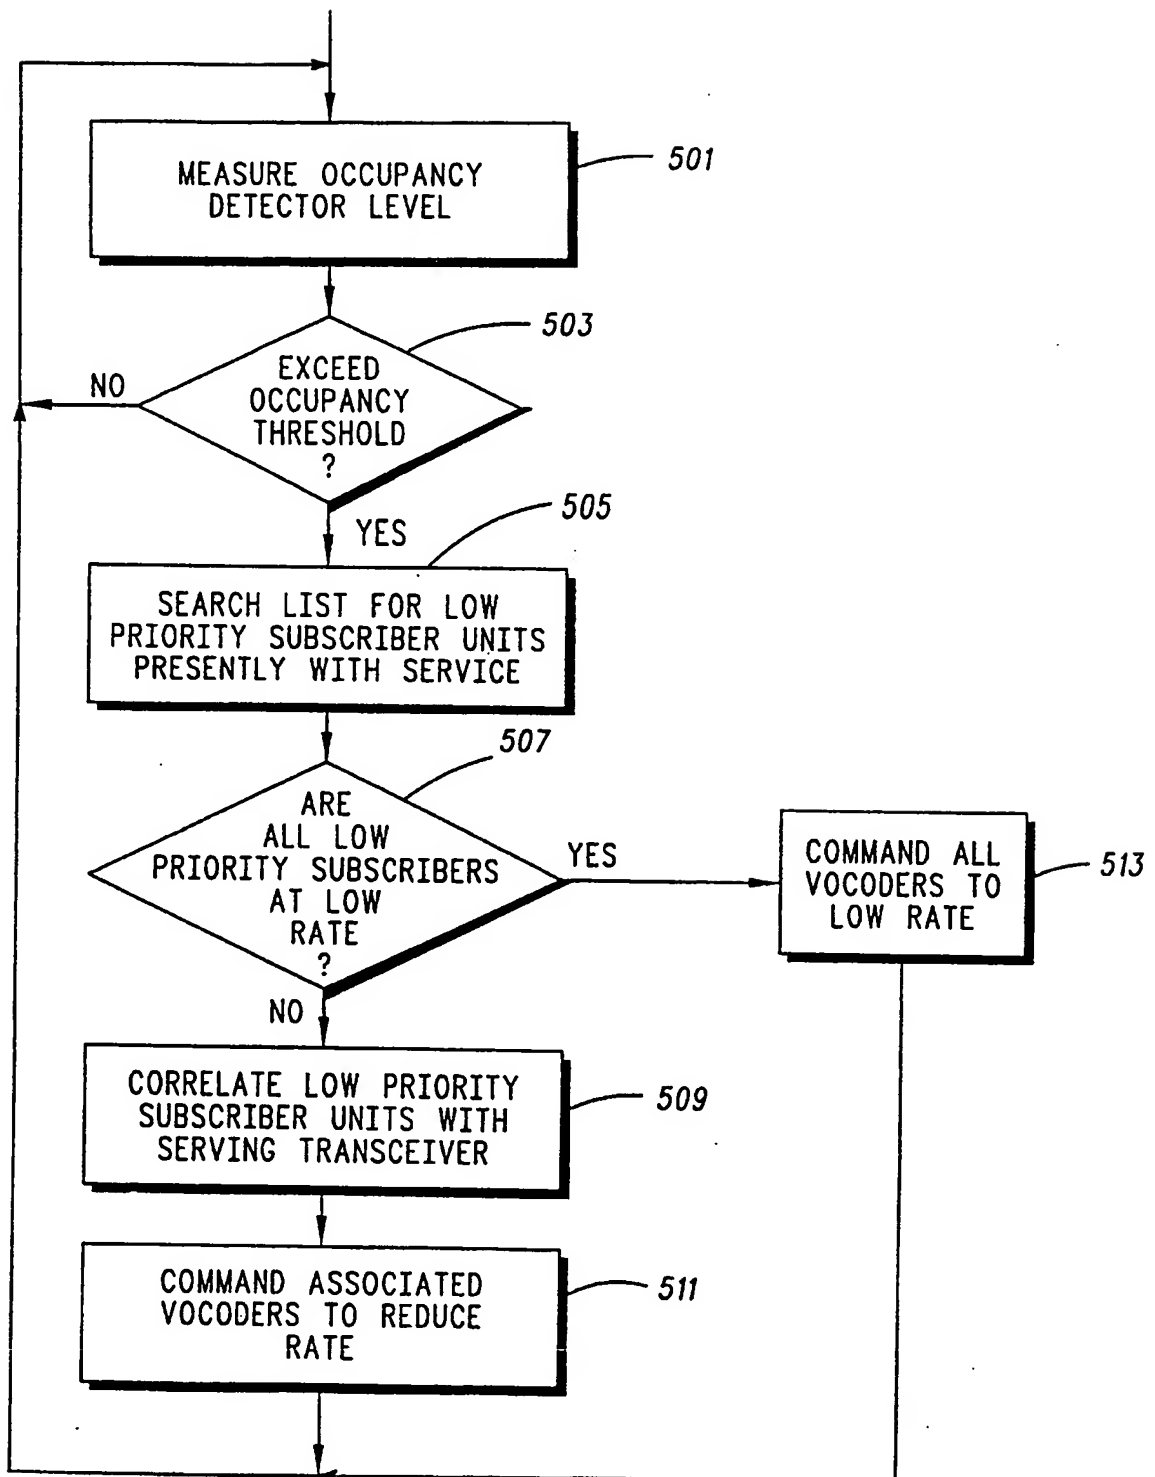 MEASURE OCCUPANCY
DETECTOR LEVEL
501
503
EXCEED
OCCUPANCY
THRESHOLD
?
NO
YES
505
SEARCH LIST FOR LOW
PRIORITY SUBSCRIBER UNITS
PRESENTLY WITH SERVICE
507
ARE
ALL LOW
PRIORITY SUBSCRIBERS
AT LOW
RATE
?
YES
NO
COMMAND ALL
VOCODERS TO
LOW RATE
513
CORRELATE LOW PRIORITY
SUBSCRIBER UNITS WITH
SERVING TRANSCEIVER
509
COMMAND ASSOCIATED
VOCODERS TO REDUCE
RATE
511